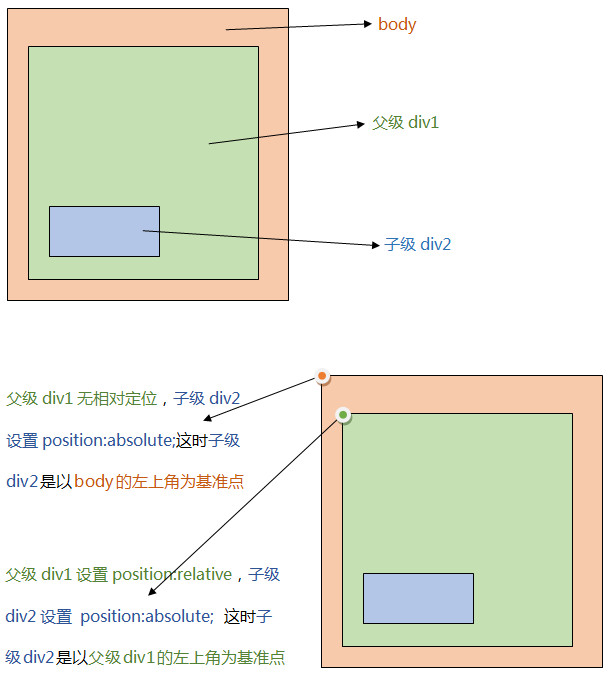 body
父级 div1
子级 div2
父级 div1 无相对定位，子级 div2
设置 position:absolute;这时子级
div2是以body的左上角为基准点
父级 div1 设置 position:relative，子级
div2 设置 position:absolute; 这时子
级div2是以父级div1的左上角为基准点